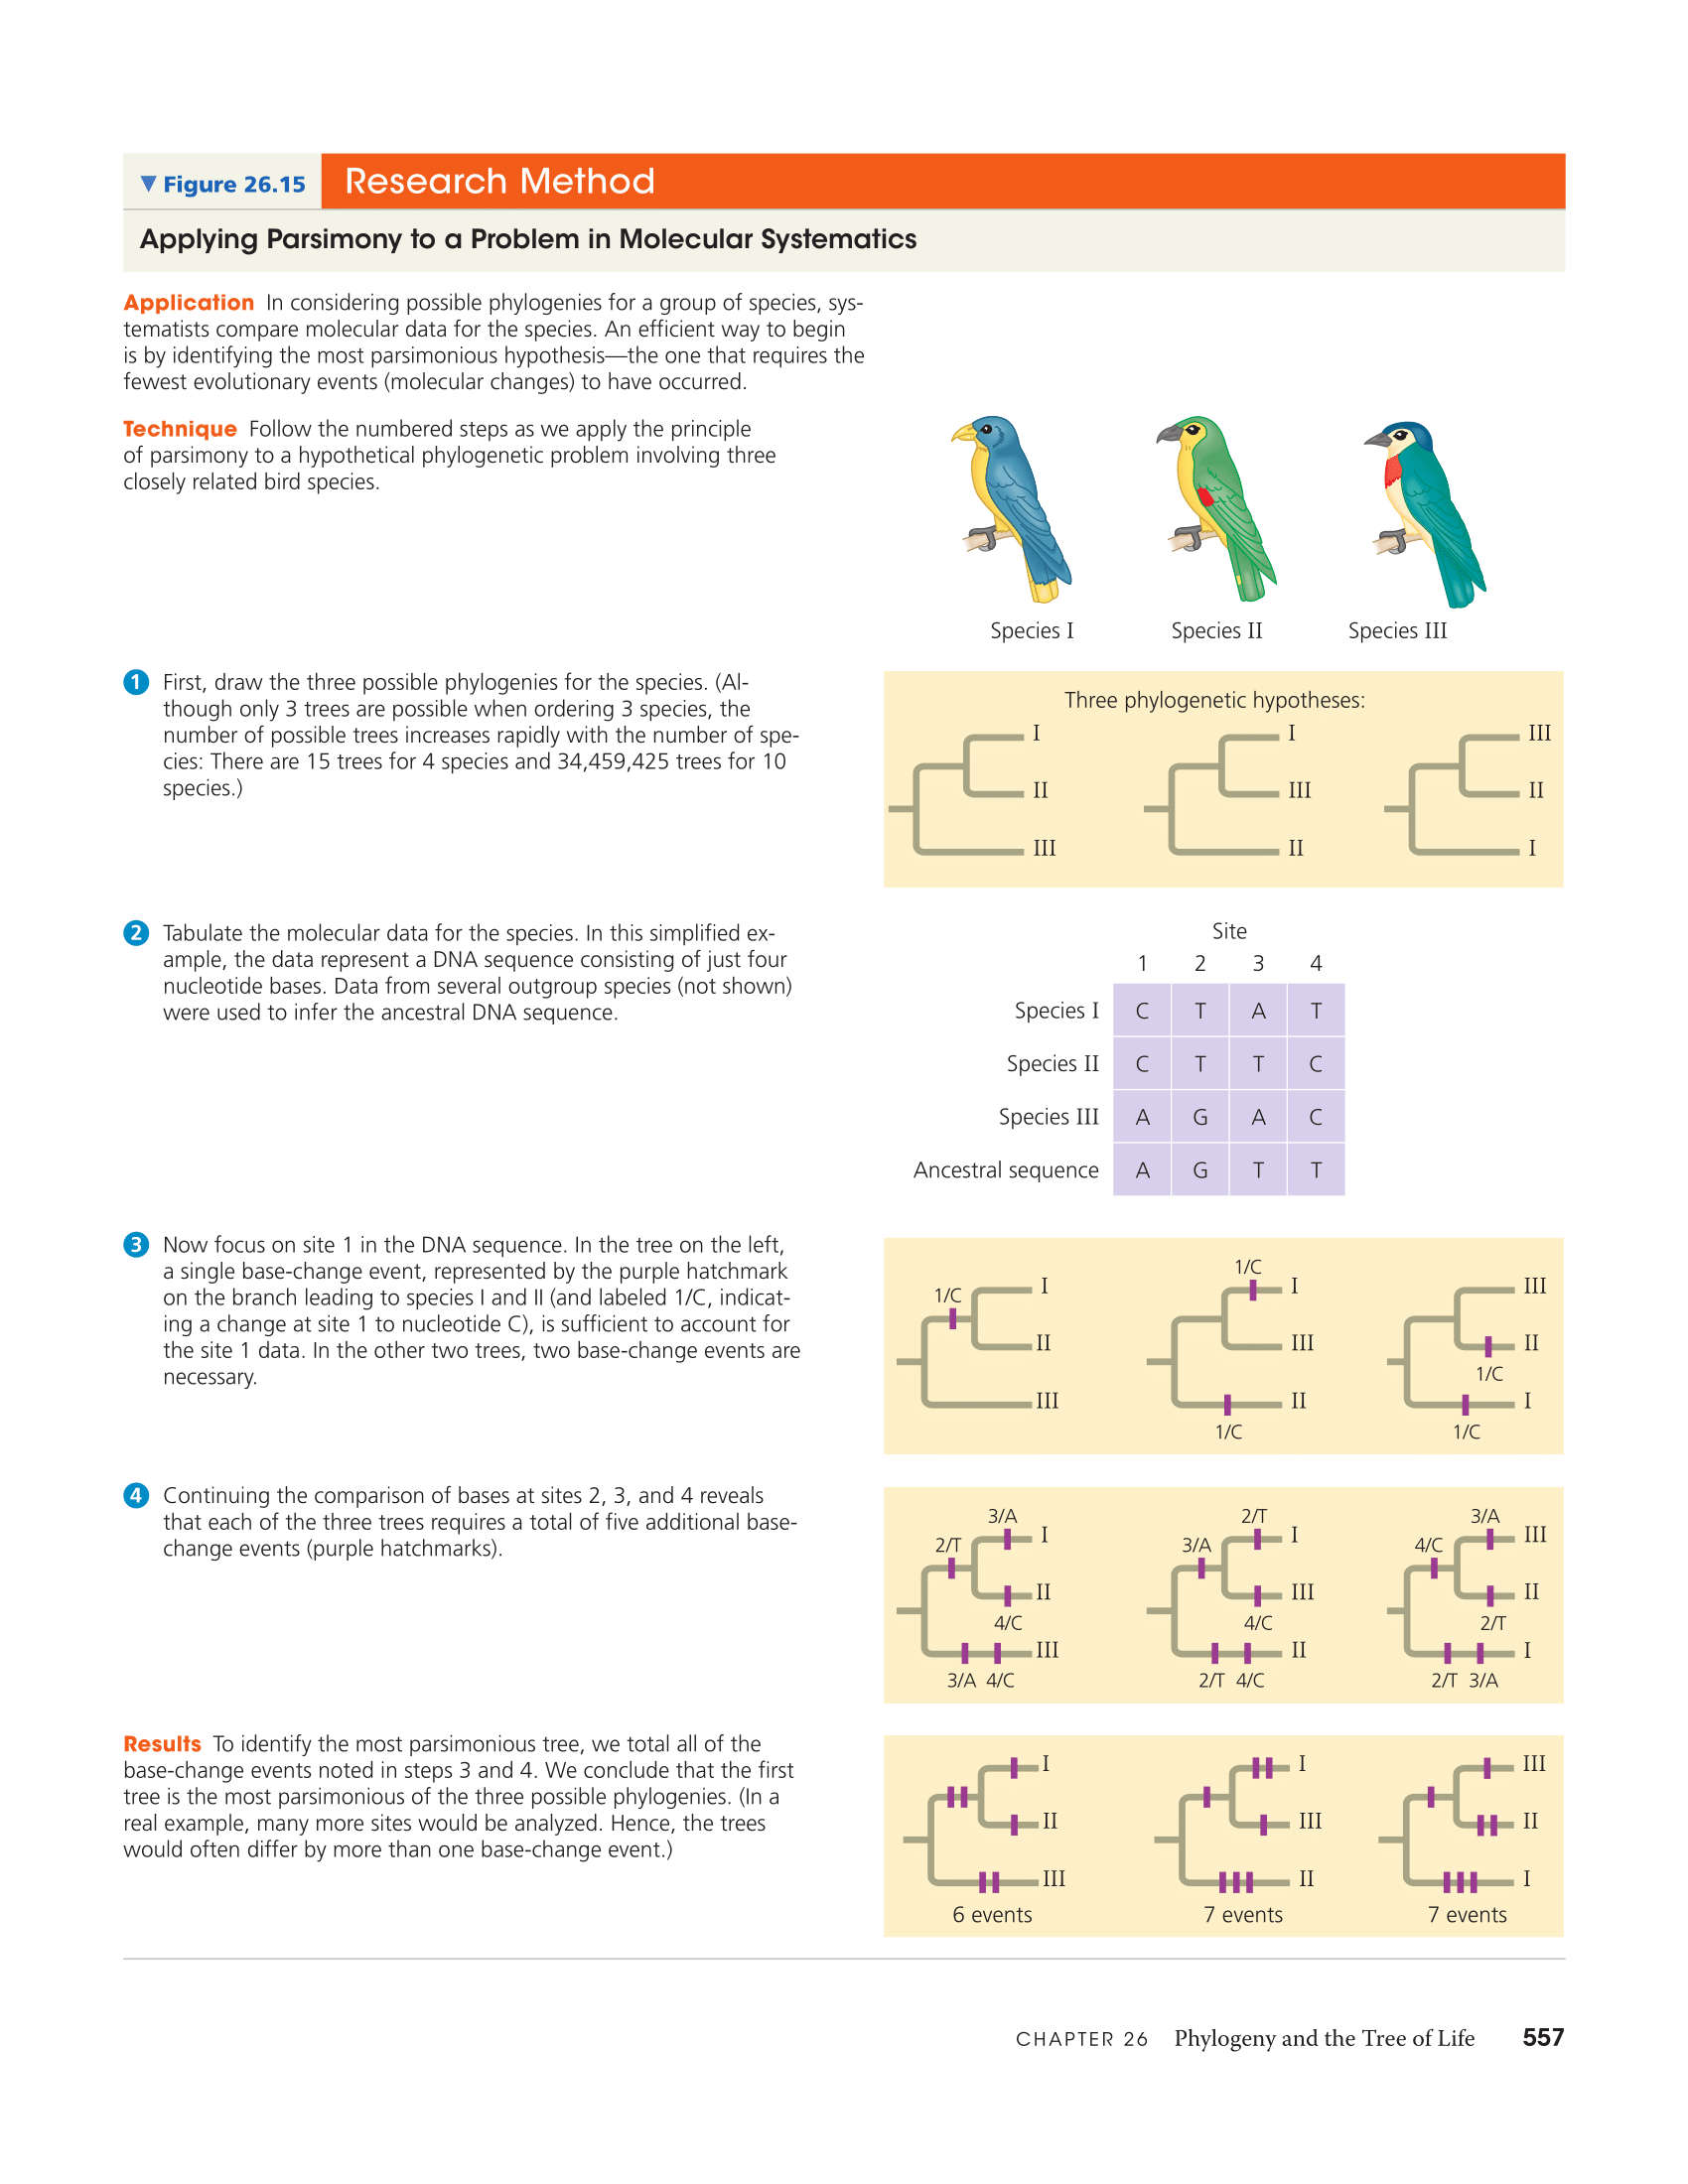 ▼ Figure 26.15 Research Method
Applying Parsimony to a Problem in Molecular Systematics
Application In considering possible phylogenies for a group of species, sys-
tematists compare molecular data for the species. An efficient way to begin
is by identifying the most parsimonious hypothesis—the one that requires the
fewest evolutionary events (molecular changes) to have occurred.
Technique Follow the numbered steps as we apply the principle
of parsimony to a hypothetical phylogenetic problem involving three
closely related bird species.
Species I Species II Species III
1 First, draw the three possible phylogenies for the species. (Al-
though only 3 trees are possible when ordering 3 species, the
number of possible trees increases rapidly with the number of spe-
cies: There are 15 trees for 4 species and 34,459,425 trees for 10
species.)
Three phylogenetic hypotheses:
I I III
II III II
III II I
2 Tabulate the molecular data for the species. In this simplified ex-
ample, the data represent a DNA sequence consisting of just four
nucleotide bases. Data from several outgroup species (not shown)
were used to infer the ancestral DNA sequence.
Site
1 2 3 4
Species I C T A T
Species II C T T C
Species III A G A C
Ancestral sequence A G T T
3 Now focus on site 1 in the DNA sequence. In the tree on the left,
a single base-change event, represented by the purple hatchmark
on the branch leading to species I and II (and labeled 1/C, indicat-
ing a change at site 1 to nucleotide C), is sufficient to account for
the site 1 data. In the other two trees, two base-change events are
necessary.
1/C
1/C I I III
II III II
1/C
III II I
1/C 1/C
4 Continuing the comparison of bases at sites 2, 3, and 4 reveals
that each of the three trees requires a total of five additional base-
change events (purple hatchmarks).
3/A 2/T 3/A
2/T I 3/A I 4/C III
II III II
4/C 4/C 2/T
III II I
3/A 4/C 2/T 4/C 2/T 3/A
Results To identify the most parsimonious tree, we total all of the
base-change events noted in steps 3 and 4. We conclude that the first
tree is the most parsimonious of the three possible phylogenies. (In a
real example, many more sites would be analyzed. Hence, the trees
would often differ by more than one base-change event.)
I I III
II III II
III II I
6 events 7 events 7 events
CHAPTER 26 Phylogeny and the Tree of Life 557